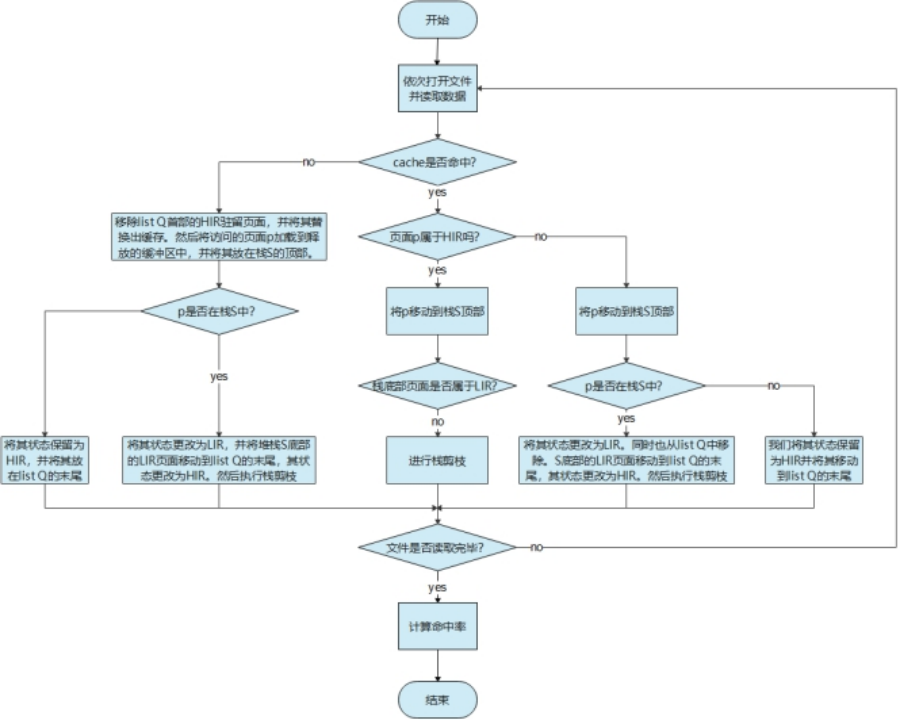 开始
依次打开文件
并读取数据
cache是否命中?
no
yes
移除list Q首部的HIR驻留页面，并将其替
换出缓存。然后将访问的页面p加载到释
放的缓冲区中，并将其放在栈S的顶部。
页面p属于HIR吗?
no
yes
p是否在栈S中?
将p移动到栈S顶部
将p移动到栈S顶部
yes
栈底部页面是否属于LIR?
p是否在栈S中?
no
no
yes
将其状态保留为
HIR，并将其放
在list Q的末尾
将其状态更改为LIR，并将堆栈S底部
的LIR页面移动到list Q的末尾，其状
态更改为HIR。然后执行栈剪枝
进行栈剪枝
将其状态更改为LIR。同时也从list Q中移
除。S底部的LIR页面移动到list Q的末
尾，其状态更改为HIR。然后执行栈剪枝
我们将其状态保留
为HIR并将其移动
到list Q的末尾
文件是否读取完毕?
no
yes
计算命中率
结束